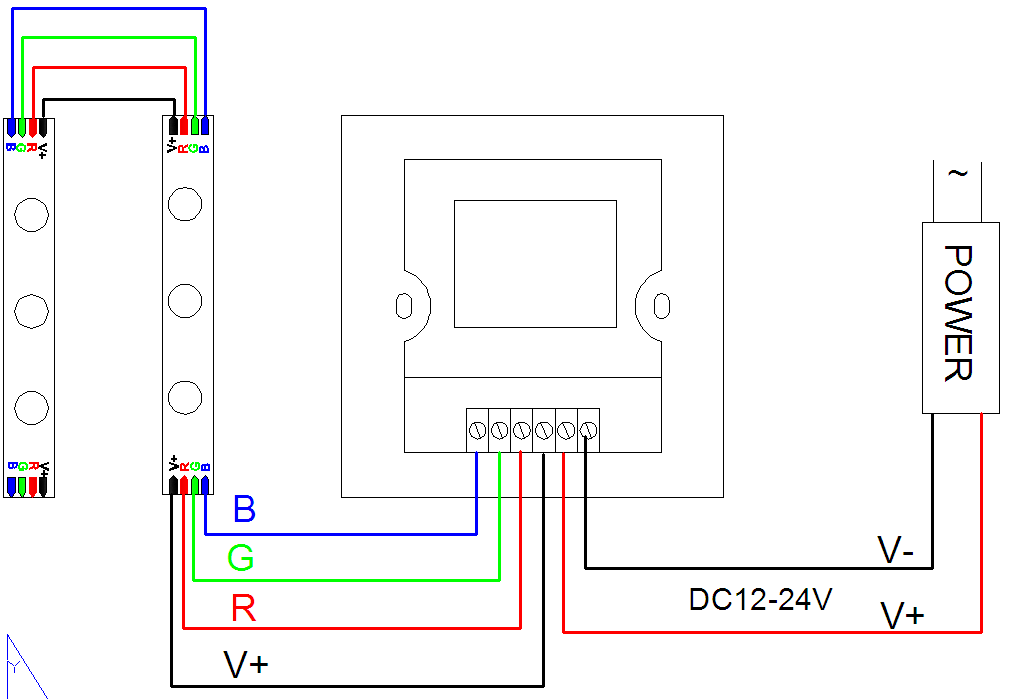 B G R V+
V+ R G B
~
POWER
B G R V+
V+ R G B
B
G
R
V+
V-
DC12-24V
V+
Y